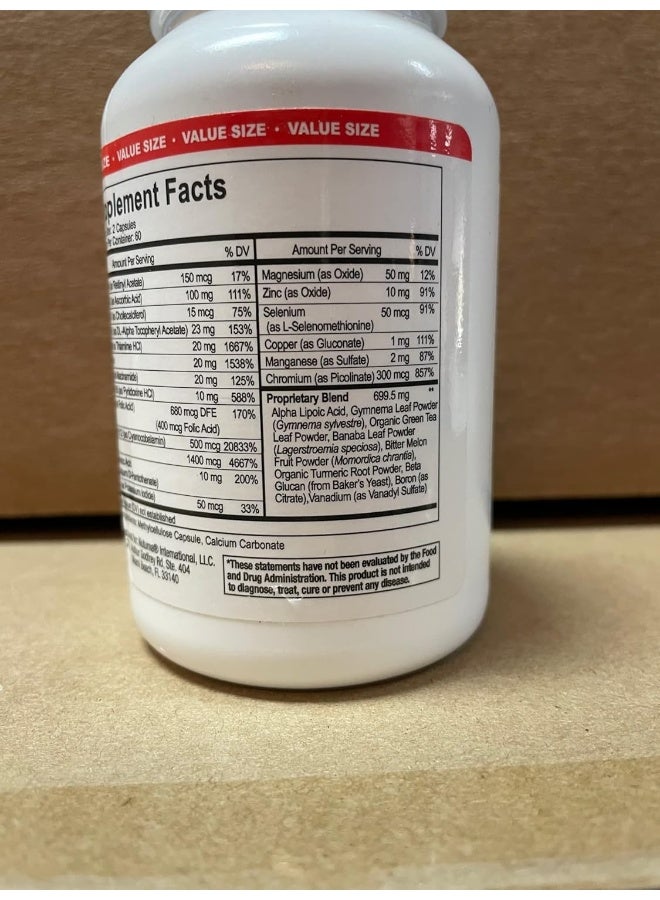 VALUE SIZE • VALUE SIZE • VALUE SIZE
plement Facts
2 Capsules
Container: 60
Amount Per Serving % DV
Retinyl Acetate) 150 mcg 17%
Ascorbic Acid) 100 mg 111%
Cholecalciferol) 15 mcg 75%
DL-Alpha Tocopheryl Acetate) 23 mg 153%
Thiamine HCl) 20 mg 1667%
20 mg 1538%
20 mg 125%
Pyridoxine HCl) 10 mg 588%
680 mcg DFE 170%
(400 mcg Folic Acid)
Cyanocobalamin) 500 mcg 20833%
1400 mcg 4667%
10 mg 200%
50 mcg 33%
not established
Methylcellulose Capsule, Calcium Carbonate
International, LLC.
Godfrey Rd, Ste. 404
Beach, FL 33140
Amount Per Serving % DV
Magnesium (as Oxide) 50 mg 12%
Zinc (as Oxide) 10 mg 91%
Selenium 50 mcg 91%
(as L-Selenomethionine)
Copper (as Gluconate) 1 mg 111%
Manganese (as Sulfate) 2 mg 87%
Chromium (as Picolinate) 300 mcg 857%
Proprietary Blend 699.5 mg **
Alpha Lipoic Acid, Gymnema Leaf Powder
(Gymnema sylvestre), Organic Green Tea
Leaf Powder, Banaba Leaf Powder
(Lagerstroemia speciosa), Bitter Melon
Fruit Powder (Momordica chrantia),
Organic Turmeric Root Powder, Beta
Glucan (from Baker's Yeast), Boron (as
Citrate),Vanadium (as Vanadyl Sulfate)
*These statements have not been evaluated by the Food
and Drug Administration. This product is not intended
to diagnose, treat, cure or prevent any disease.